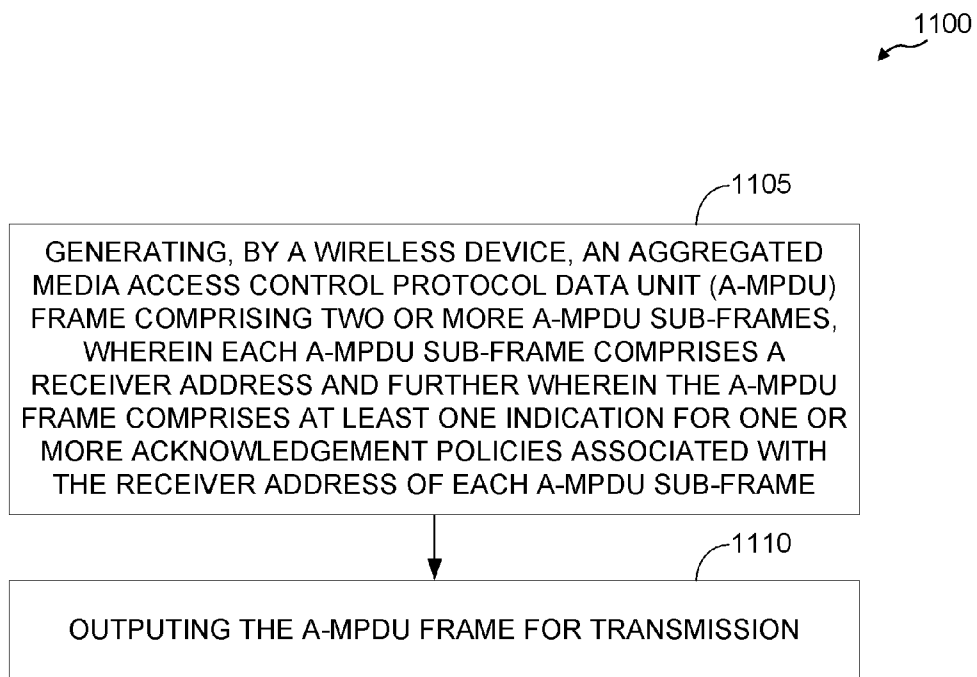 1100
1105
GENERATING, BY A WIRELESS DEVICE, AN AGGREGATED
MEDIA ACCESS CONTROL PROTOCOL DATA UNIT (A-MPDU)
FRAME COMPRISING TWO OR MORE A-MPDU SUB-FRAMES,
WHEREIN EACH A-MPDU SUB-FRAME COMPRISES A
RECEIVER ADDRESS AND FURTHER WHEREIN THE A-MPDU
FRAME COMPRISES AT LEAST ONE INDICATION FOR ONE OR
MORE ACKNOWLEDGEMENT POLICIES ASSOCIATED WITH
THE RECEIVER ADDRESS OF EACH A-MPDU SUB-FRAME
1110
OUTPUTING THE A-MPDU FRAME FOR TRANSMISSION